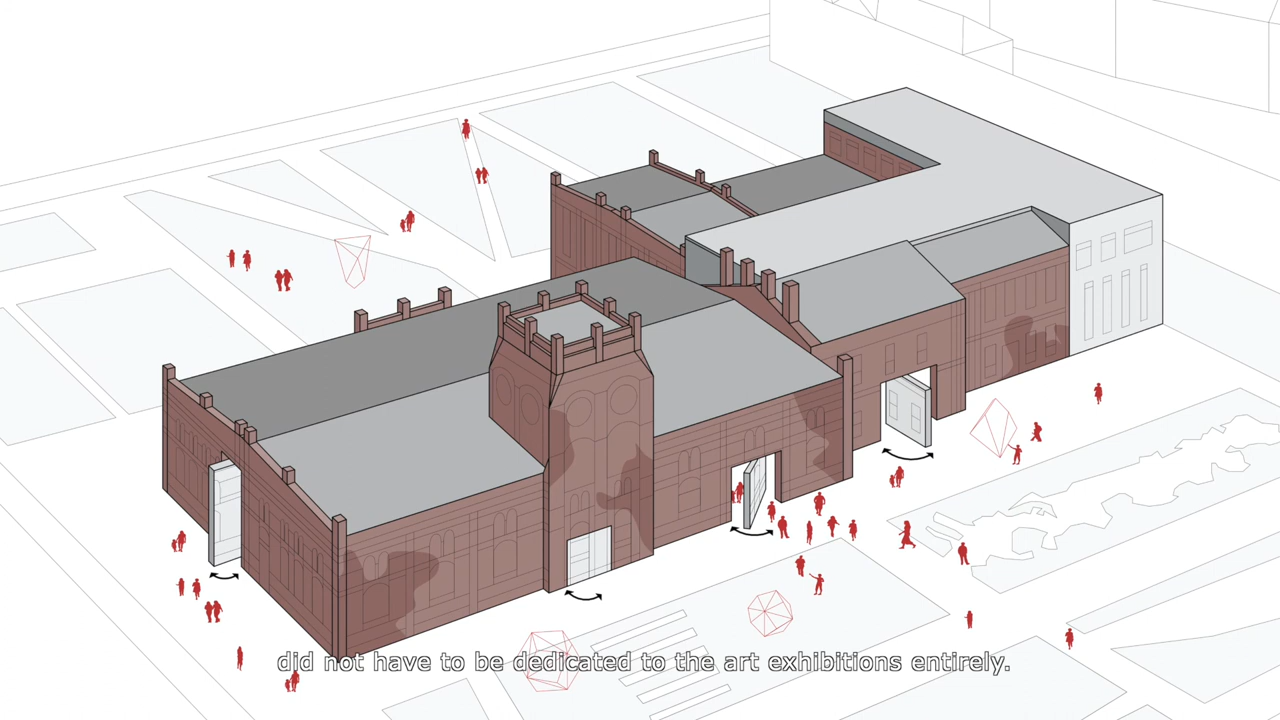 did not have to be dedicated to the art exhibitions entirely.